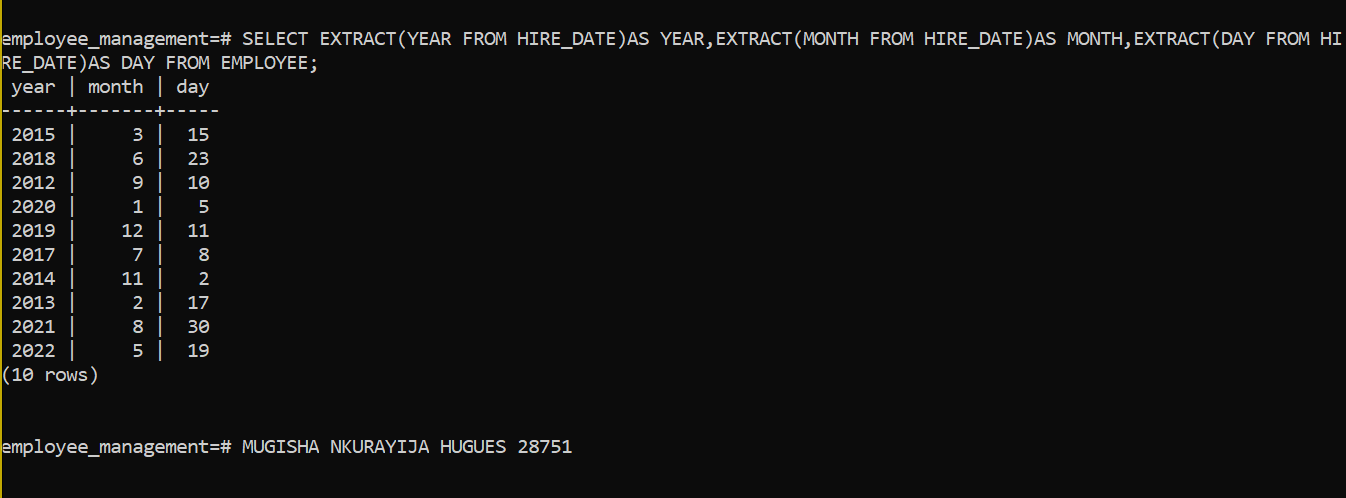 employee_management=# SELECT EXTRACT(YEAR FROM HIRE_DATE)AS YEAR,EXTRACT(MONTH FROM HIRE_DATE)AS MONTH,EXTRACT(DAY FROM HI
RE_DATE)AS DAY FROM EMPLOYEE;
 year | month | day
------+-------+-----
 2015 |     3 |  15
 2018 |     6 |  23
 2012 |     9 |  10
 2020 |     1 |   5
 2019 |    12 |  11
 2017 |     7 |   8
 2014 |    11 |   2
 2013 |     2 |  17
 2021 |     8 |  30
 2022 |     5 |  19
(10 rows)
employee_management=# MUGISHA NKURAYIJA HUGUES 28751